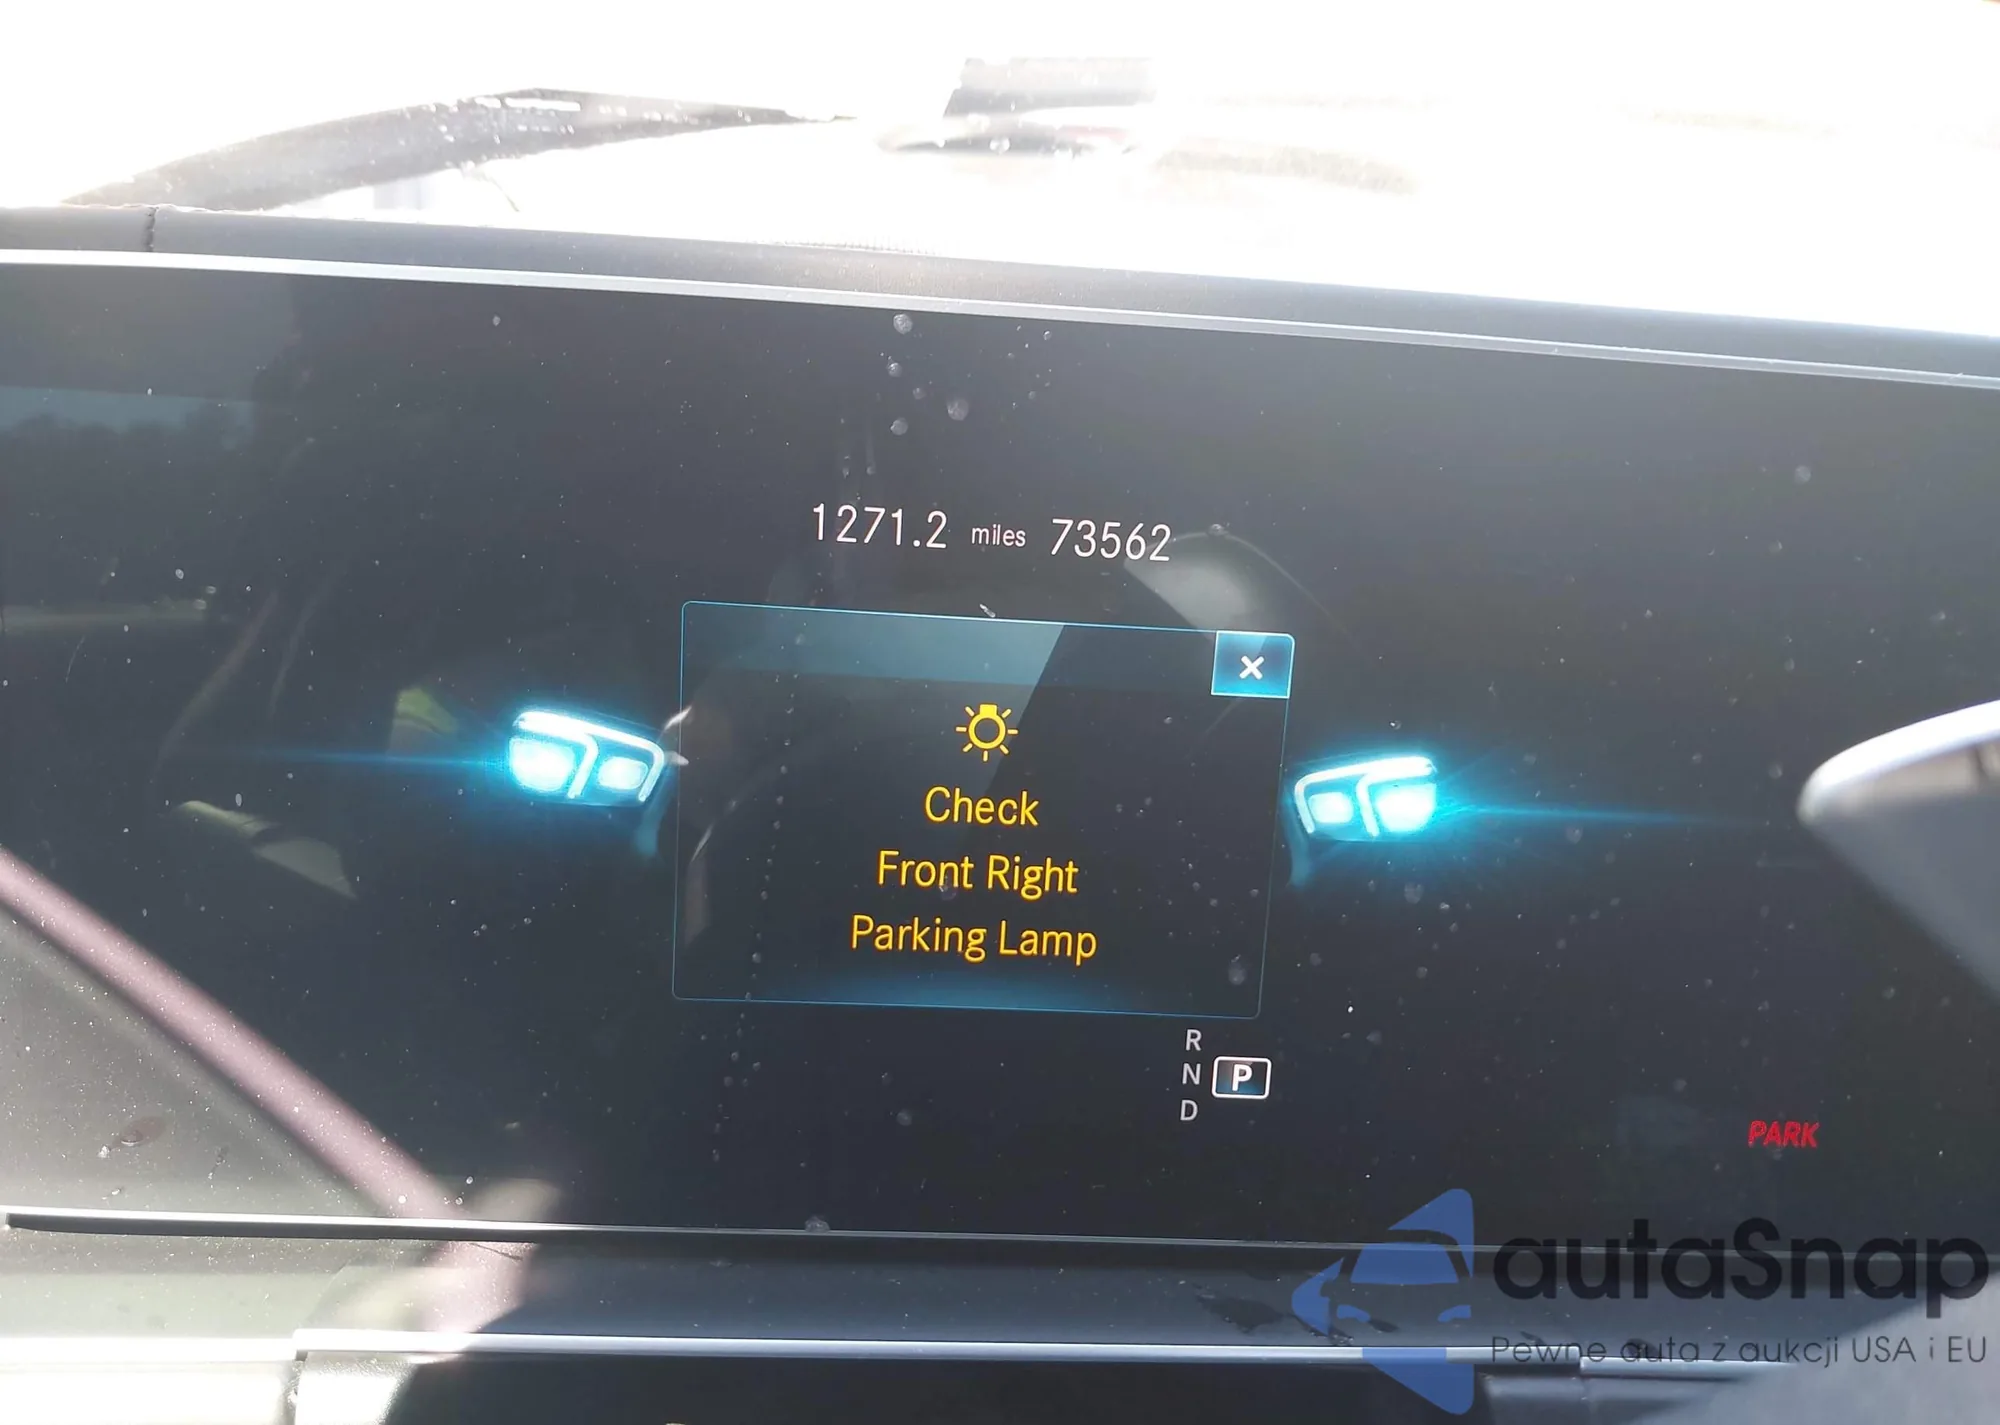 1271.2 miles 73562
×
Check
Front Right
Parking Lamp
R
N P
D
PARK
autaSnap
Pewne auta z aukcji USA i EU